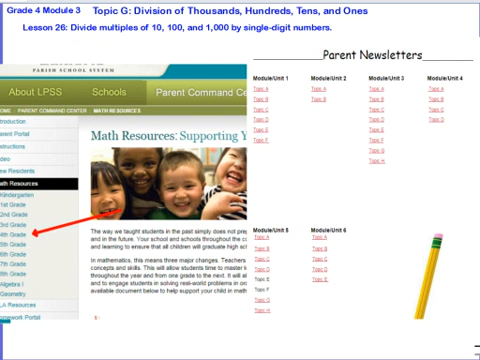 Grade 4 Module 3 Topic G: Division of Thousands, Hundreds, Tens, and Ones
Lesson 26: Divide multiples of 10, 100, and 1,000 by single-digit numbers.
Parent Newsletters
PARISH SCHOOL SYSTEM
About LPSS Schools Parent Command Ce
HOME PARENT COMMAND CENTER MATH RESOURCES
troduction
arent Portal
structions
ideo
ew Residents
ath Resources
Kindergarten
1st Grade
2nd Grade
3rd Grade
4th Grade
5th Grade
6th Grade
7th Grade
8th Grade
Algebra I
Geometry
LA Resources
omework Portal
Math Resources: Supporting Y
The way we taught students in the past simply does not prep
and in the future. Your school and schools throughout the co
and learning to ensure that all children will graduate high sch
In mathematics, this means three major changes. Teachers
concepts and skills. This will allow students to master
throughout the year and from one grade to the next. It will al
and to engage students in solving real-world problems in or
available document below to help support your child in math
Module/Unit 1
Topic A
Topic B
Topic C
Topic D
Topic E
Topic F
Module/Unit 2
Topic A
Topic B
Module/Unit 3
Topic A
Topic B
Topic C
Topic D
Topic E
Topic F
Topic G
Topic H
Module/Unit 4
Topic A
Topic B
Topic C
Topic D
Module/Unit 5
Topic A
Topic B
Topic C
Topic D
Topic E
Topic F
Topic G
Topic H
Module/Unit 6
Topic A
Topic B
Topic C
Topic D
Topic E